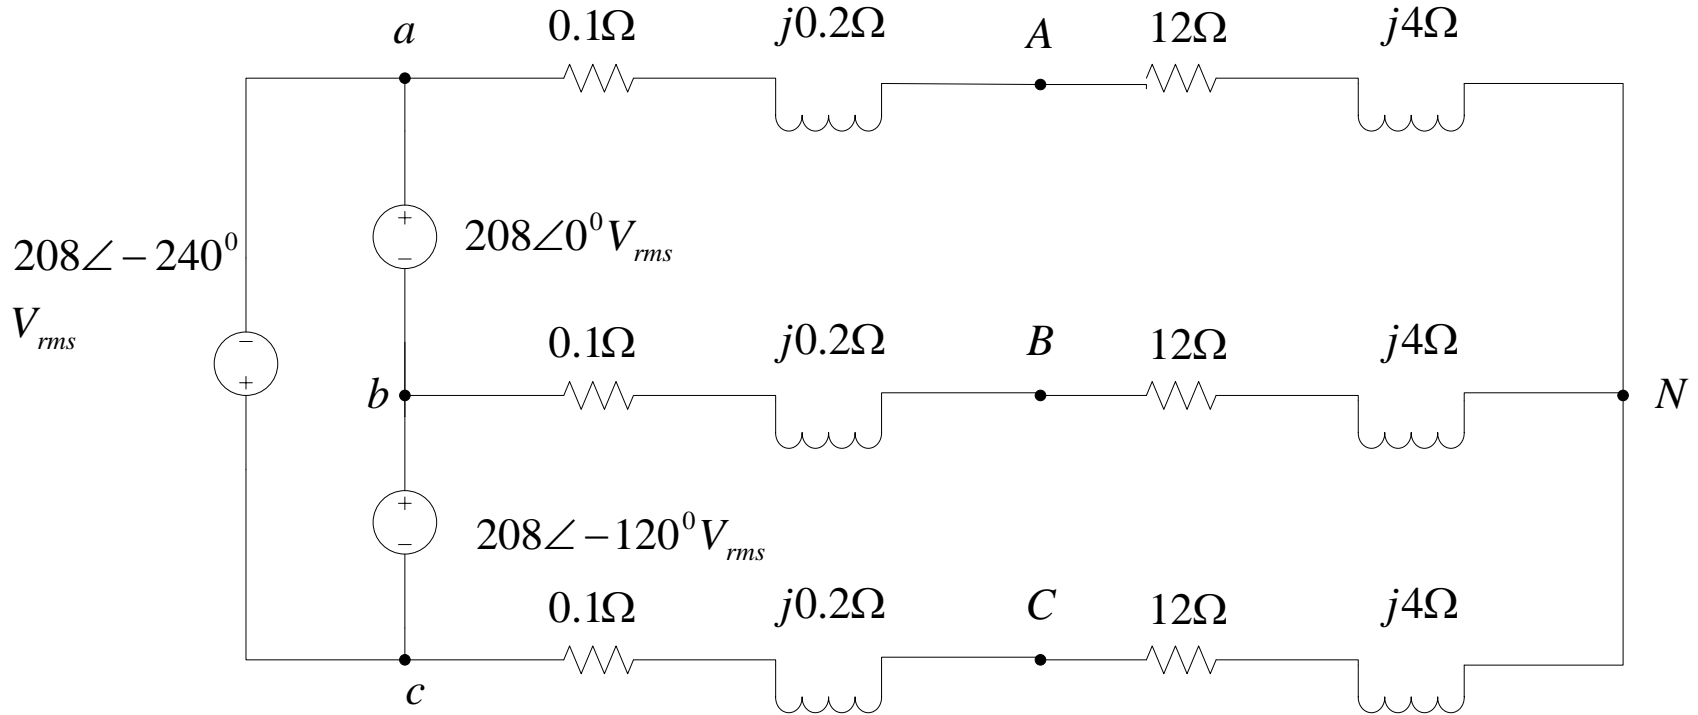 a 0.1Ω j0.2Ω A 12Ω j4Ω
+
208∠0⁰V_rms
−
208∠−240⁰
V_rms
−
+
0.1Ω j0.2Ω B 12Ω j4Ω
b N
+
208∠−120⁰V_rms
−
0.1Ω j0.2Ω C 12Ω j4Ω
c